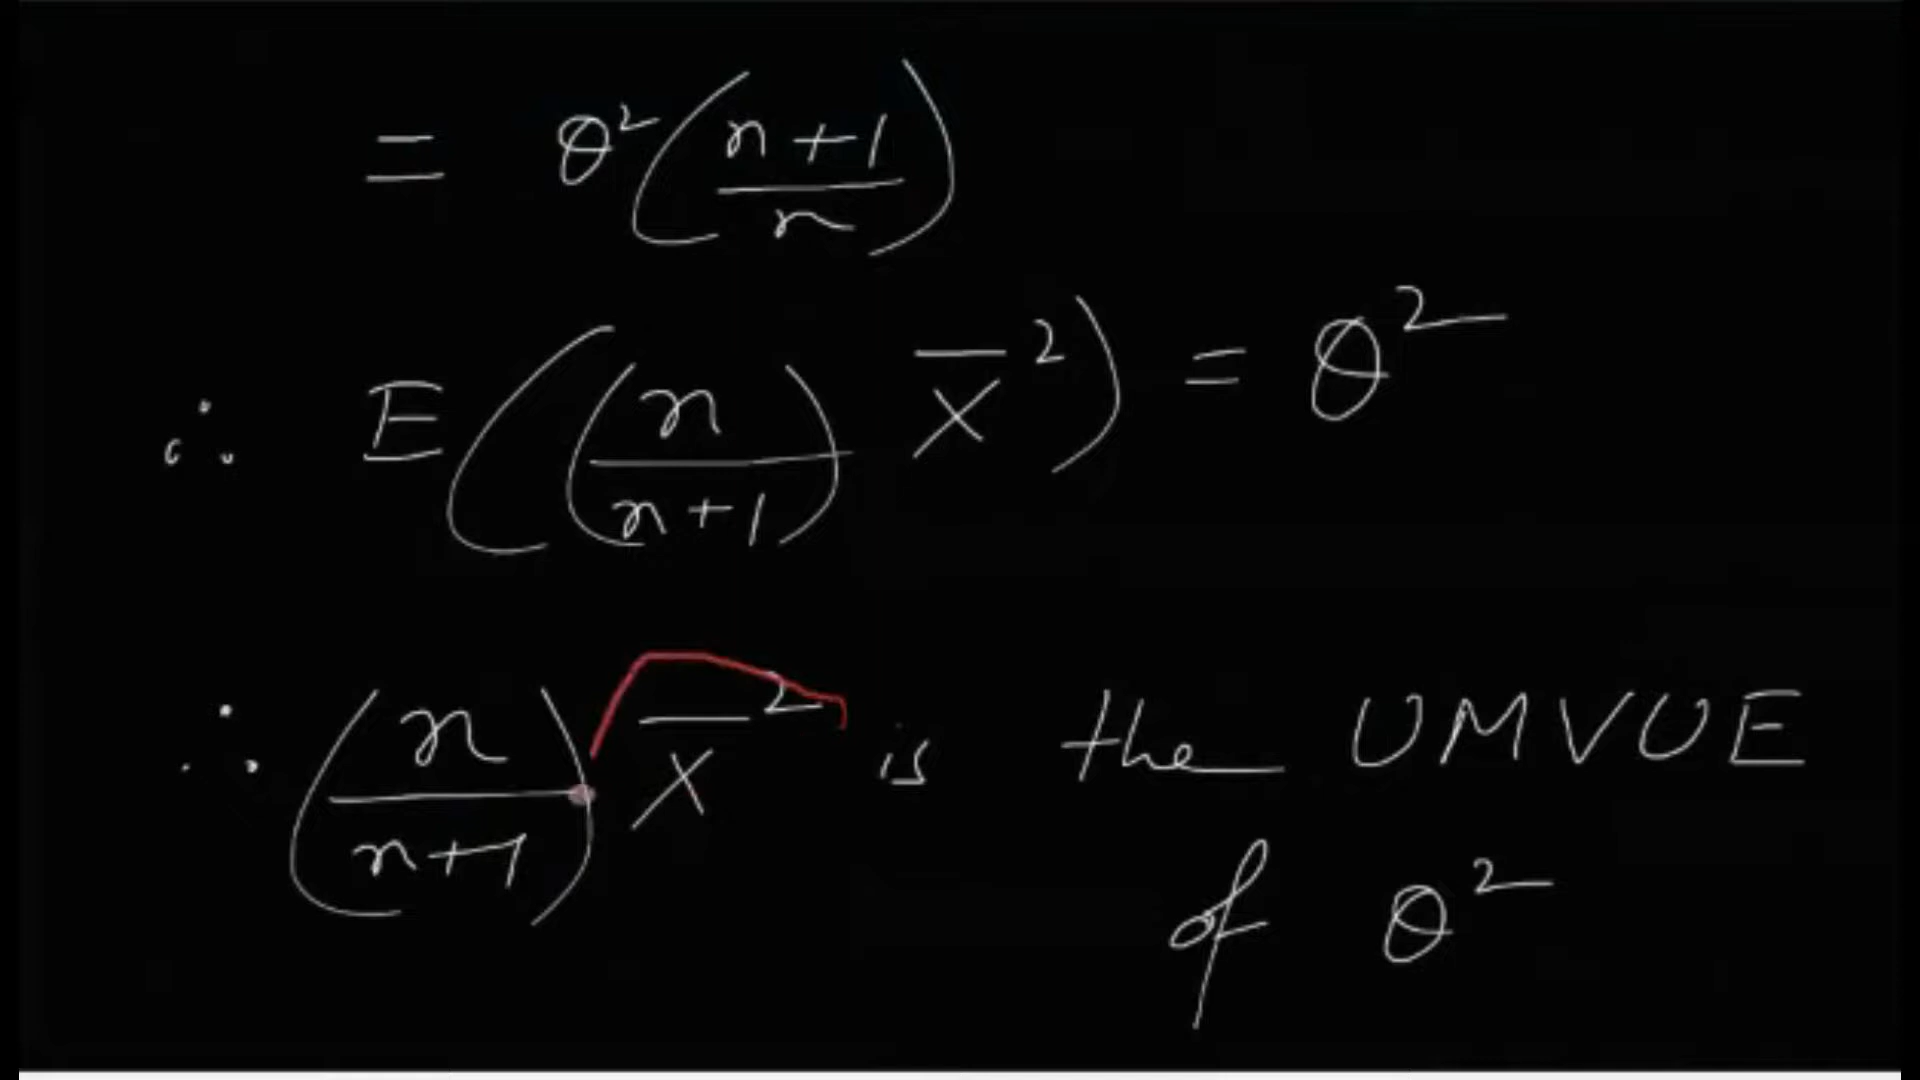 = θ² ( (n+1)/n )
∴ E( ( n/(n+1) ) X̄² ) = θ²
∴ ( n/(n+1) ) X̄² is the UMVUE
of θ²